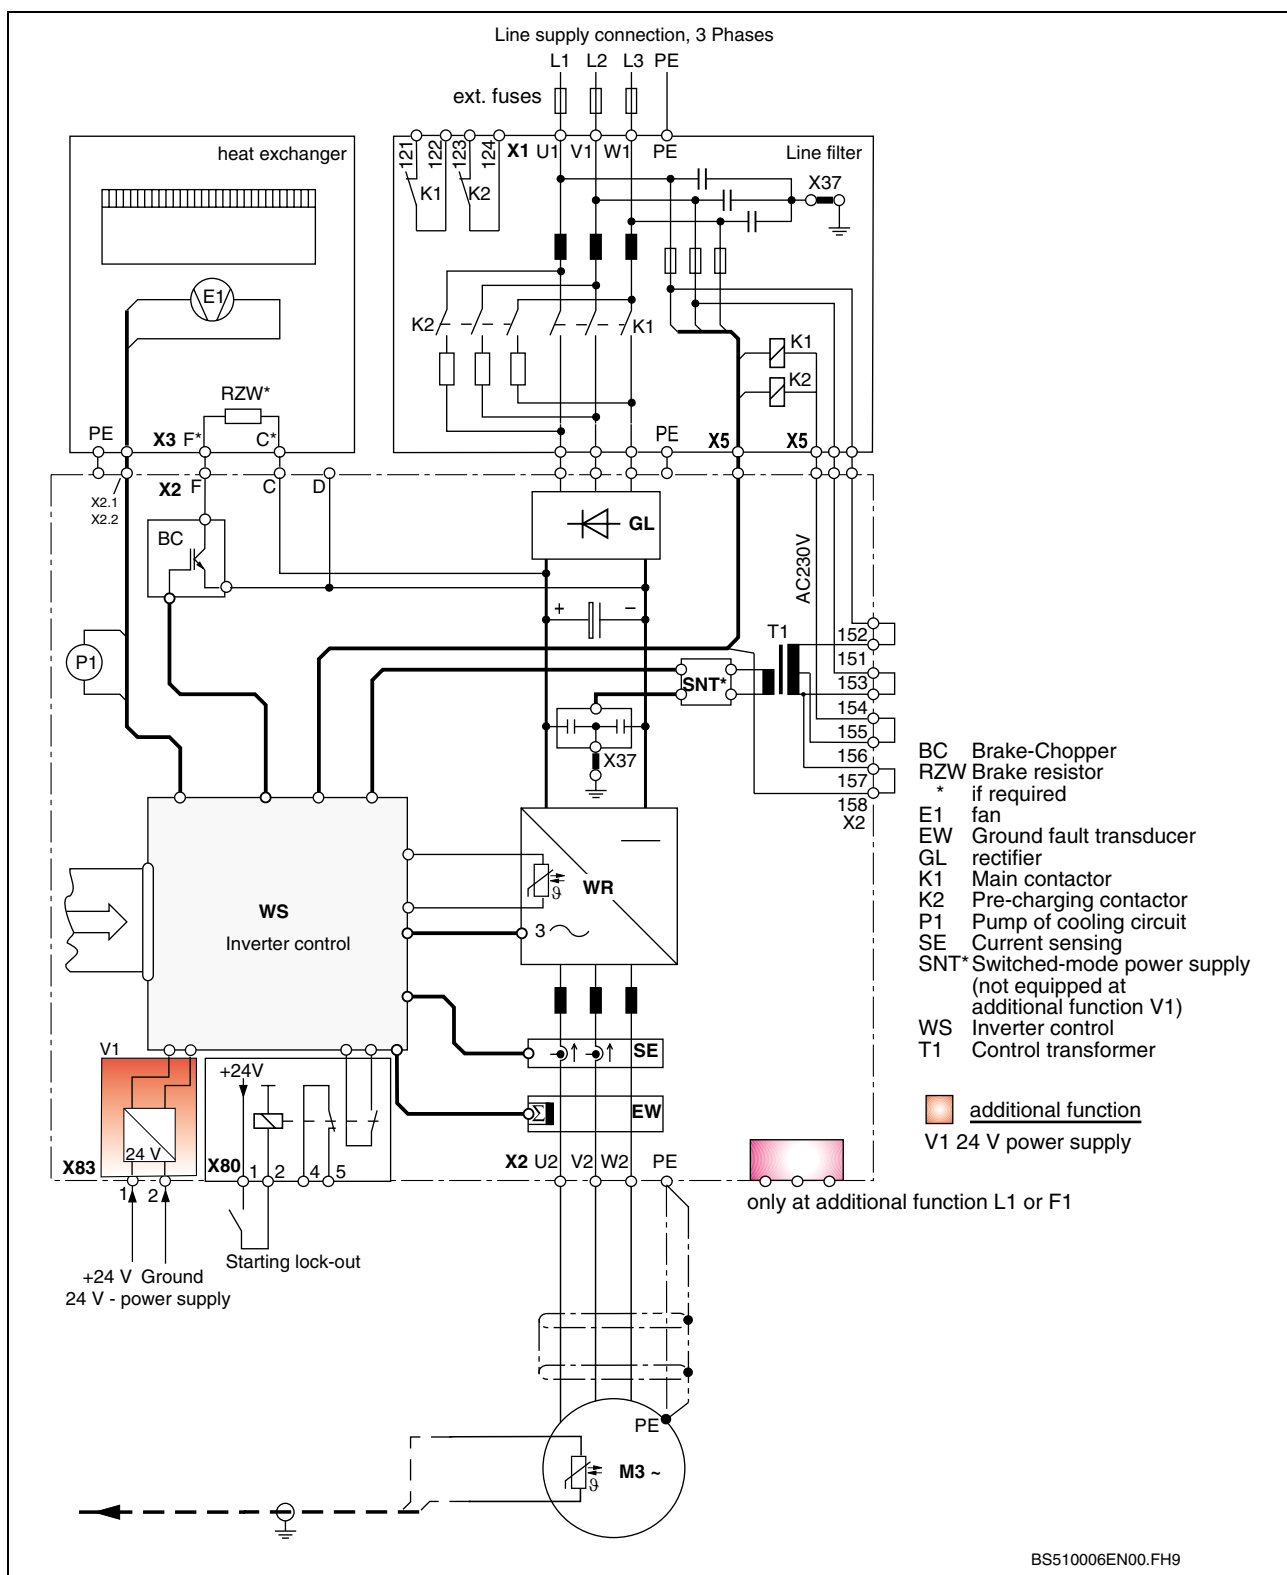 Line supply connection, 3 Phases
L1 L2 L3 PE
ext. fuses
heat exchanger
121 122 123 124 X1 U1 V1 W1 PE Line filter
K1 K2 X37
E1
K2 K1
K1
K2
RZW*
PE X3 F* C*
PE X5 X5
X2.1
X2.2
X2 F C D
BC
GL
AC230V
+ −
P1
T1
SNT*
X37
152
151
153
154
155
156
157
158
X2
WS
Inverter control
ϑ
WR
3
SE
EW
Σ
V1
24 V
X83
1 2
+24V
X80 1 2 4 5
X2 U2 V2 W2 PE
+24 V Ground
24 V - power supply
Starting lock-out
only at additional function L1 or F1
PE
M3 ~
ϑ
BC Brake-Chopper
RZW Brake resistor
* if required
E1 fan
EW Ground fault transducer
GL rectifier
K1 Main contactor
K2 Pre-charging contactor
P1 Pump of cooling circuit
SE Current sensing
SNT* Switched-mode power supply
(not equipped at
additional function V1)
WS Inverter control
T1 Control transformer
additional function
V1 24 V power supply
BS510006EN00.FH9